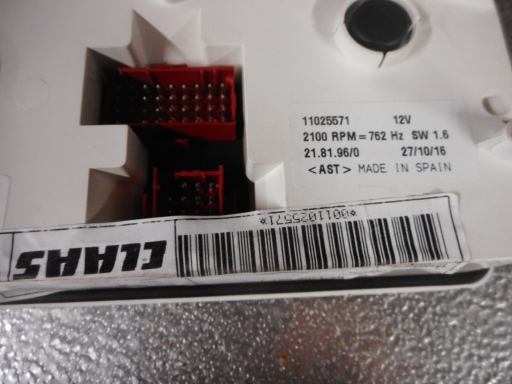 11025571 12V
2100 RPM = 762 Hz SW 1.6
21.81.96/0 27/10/16
<AST> MADE IN SPAIN
*0011025571*
CLAAS